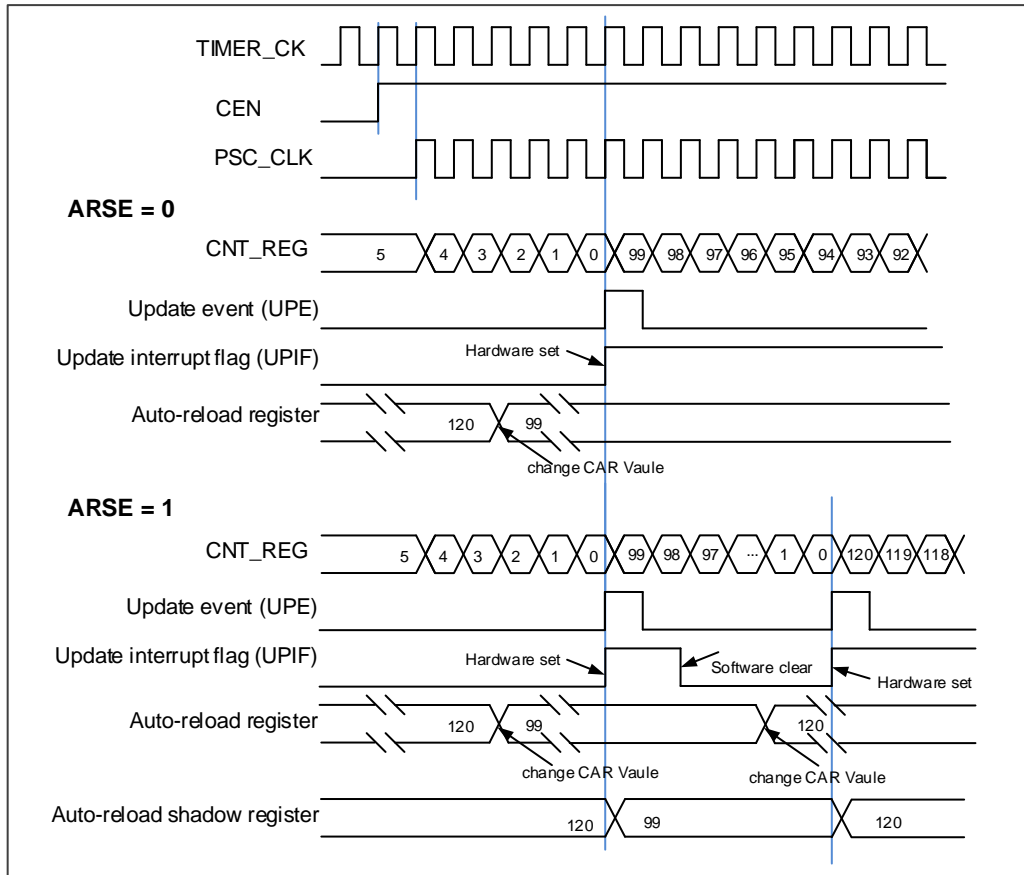 TIMER_CK
CEN
PSC_CLK
ARSE = 0
CNT_REG 5 4 3 2 1 0 99 98 97 96 95 94 93 92
Update event (UPE)
Update interrupt flag (UPIF) Hardware set
Auto-reload register 120 99
change CAR Vaule
ARSE = 1
CNT_REG 5 4 3 2 1 0 99 98 97 ... 1 0 120 119 118
Update event (UPE)
Update interrupt flag (UPIF) Hardware set Software clear Hardware set
Auto-reload register 120 99 120
change CAR Vaule change CAR Vaule
Auto-reload shadow register 120 99 120